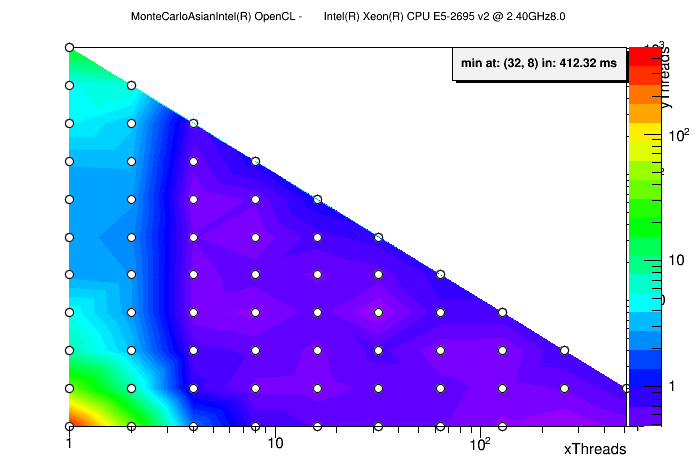 MonteCarloAsianIntel(R) OpenCL - Intel(R) Xeon(R) CPU E5-2695 v2 @ 2.40GHz8.0
min at: (32, 8) in: 412.32 ms
yThreads
10²
10
1
1
10
10²
xThreads